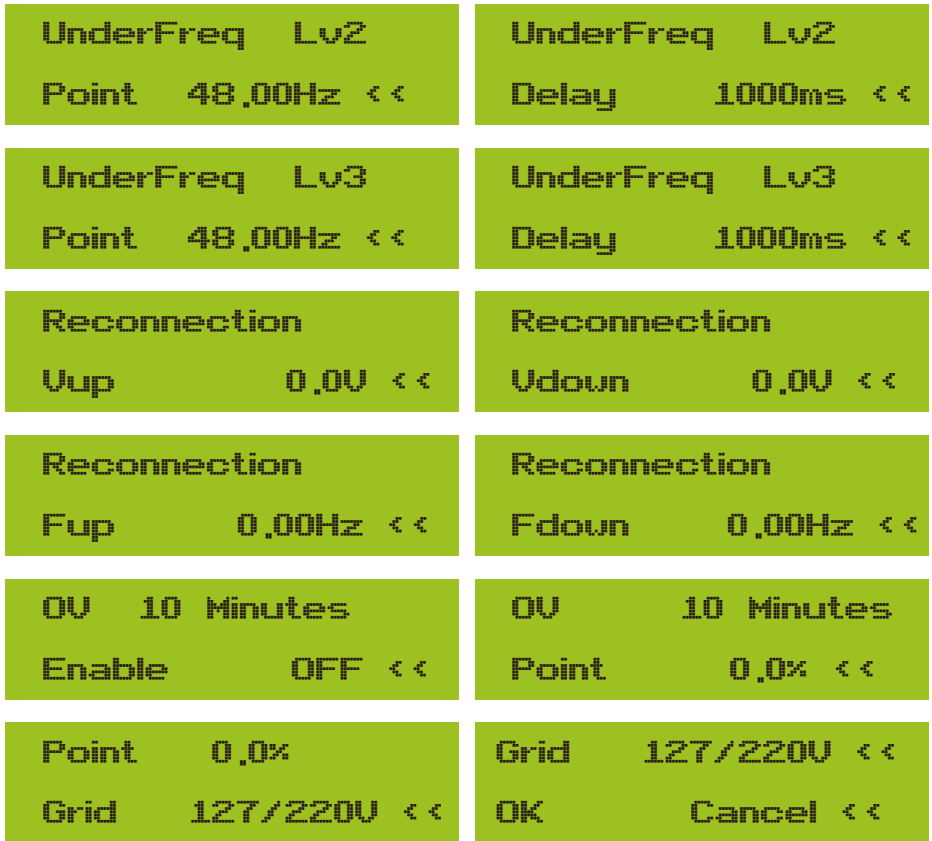 UnderFreq Lv2
Point 48.00Hz <<
UnderFreq Lv2
Delay 1000ms <<
UnderFreq Lv3
Point 48.00Hz <<
UnderFreq Lv3
Delay 1000ms <<
Reconnection
Vup 0.0V <<
Reconnection
Vdown 0.0V <<
Reconnection
Fup 0.00Hz <<
Reconnection
Fdown 0.00Hz <<
OV 10 Minutes
Enable OFF <<
OV 10 Minutes
Point 0.0% <<
Point 0.0%
Grid 127/220V <<
Grid 127/220V <<
OK Cancel <<